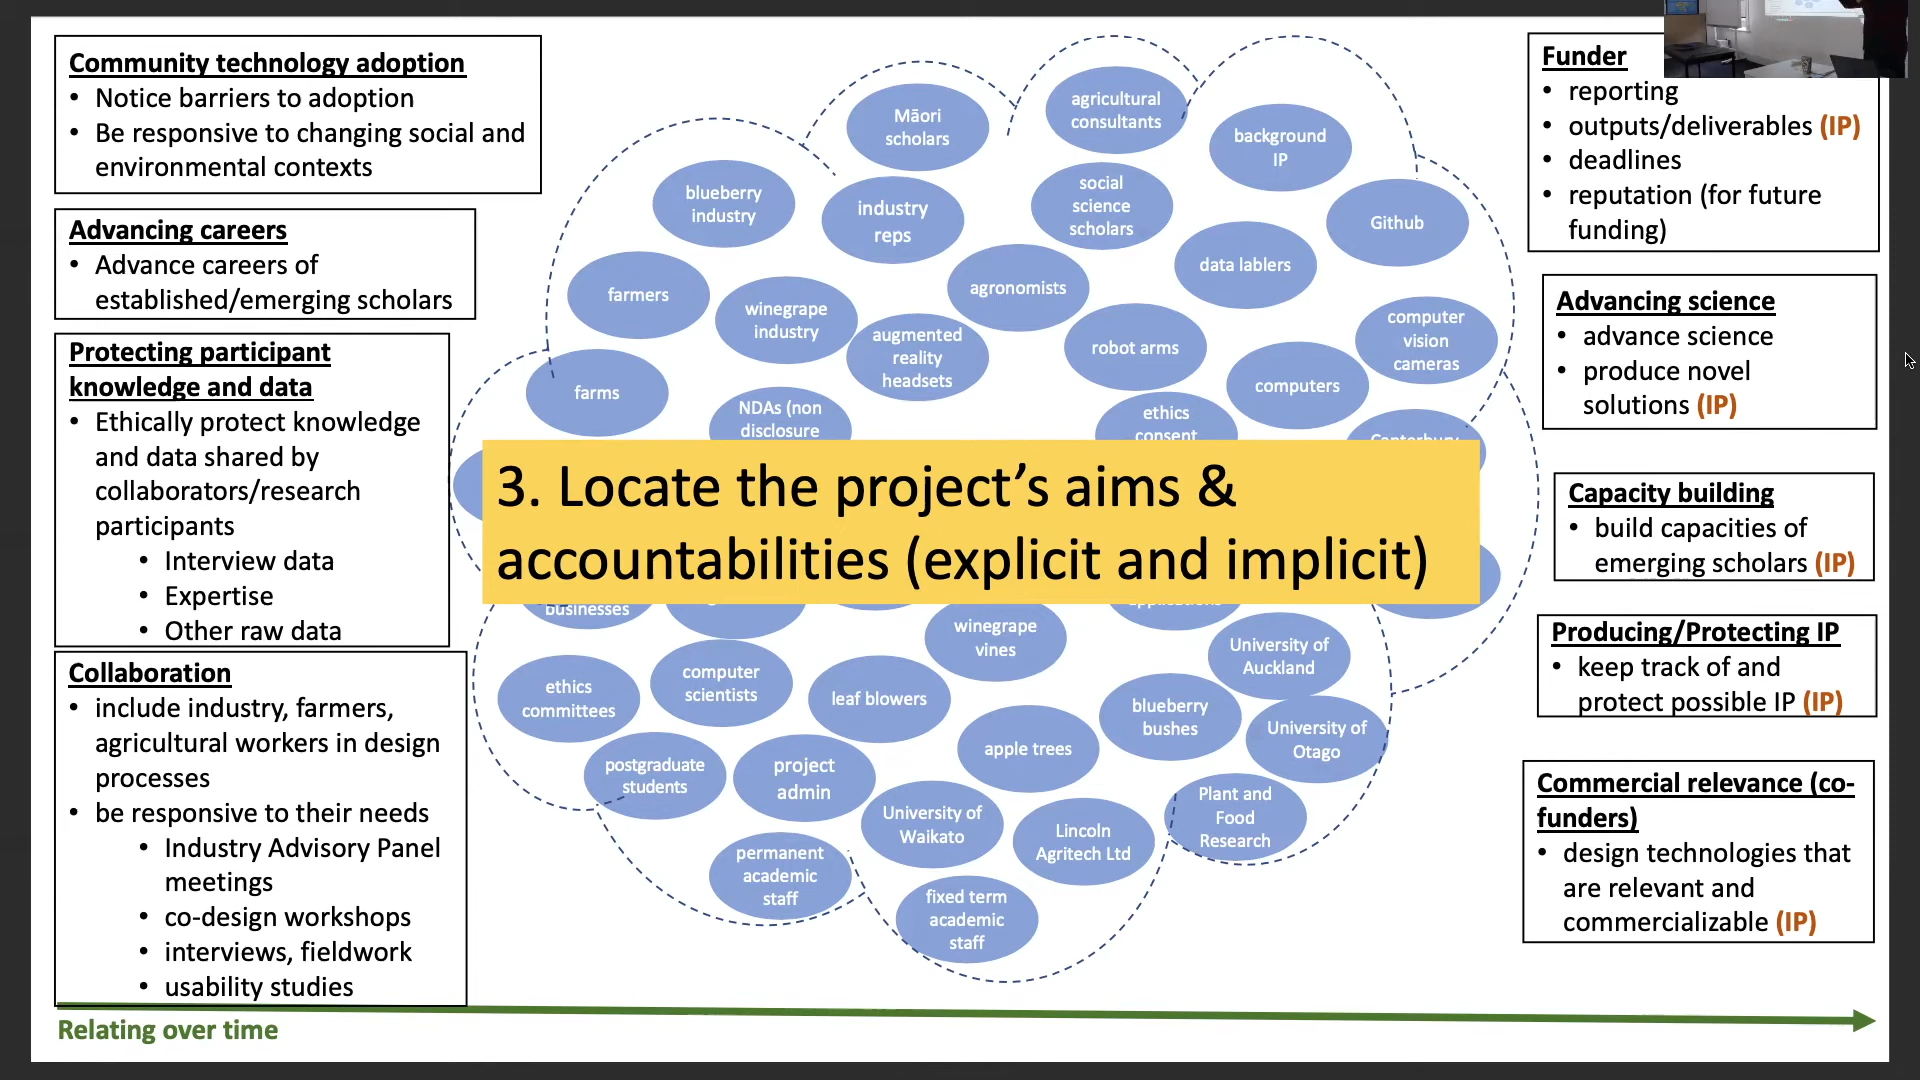 Community technology adoption
• Notice barriers to adoption
• Be responsive to changing social and
environmental contexts
Advancing careers
• Advance careers of
established/emerging scholars
Protecting participant
knowledge and data
• Ethically protect knowledge
and data shared by
collaborators/research
participants
• Interview data
• Expertise
• Other raw data
Collaboration
• include industry, farmers,
agricultural workers in design
processes
• be responsive to their needs
• Industry Advisory Panel
meetings
• co-design workshops
• interviews, fieldwork
• usability studies
Relating over time
Māori
scholars
agricultural
consultants
background
IP
blueberry
industry
industry
reps
social
science
scholars
Github
data lablers
farmers
winegrape
industry
agronomists
augmented
reality
headsets
robot arms
computer
vision
cameras
farms
computers
NDAs (non
disclosure
ethics
consent
Canterbury
3. Locate the project’s aims &
accountabilities (explicit and implicit)
businesses
applications
winegrape
vines
University of
Auckland
ethics
committees
computer
scientists
leaf blowers
blueberry
bushes
University of
Otago
apple trees
postgraduate
students
project
admin
University of
Waikato
Lincoln
Agritech Ltd
Plant and
Food
Research
permanent
academic
staff
fixed term
academic
staff
Funder
• reporting
• outputs/deliverables (IP)
• deadlines
• reputation (for future
funding)
Advancing science
• advance science
• produce novel
solutions (IP)
Capacity building
• build capacities of
emerging scholars (IP)
Producing/Protecting IP
• keep track of and
protect possible IP (IP)
Commercial relevance (co-
funders)
• design technologies that
are relevant and
commercializable (IP)